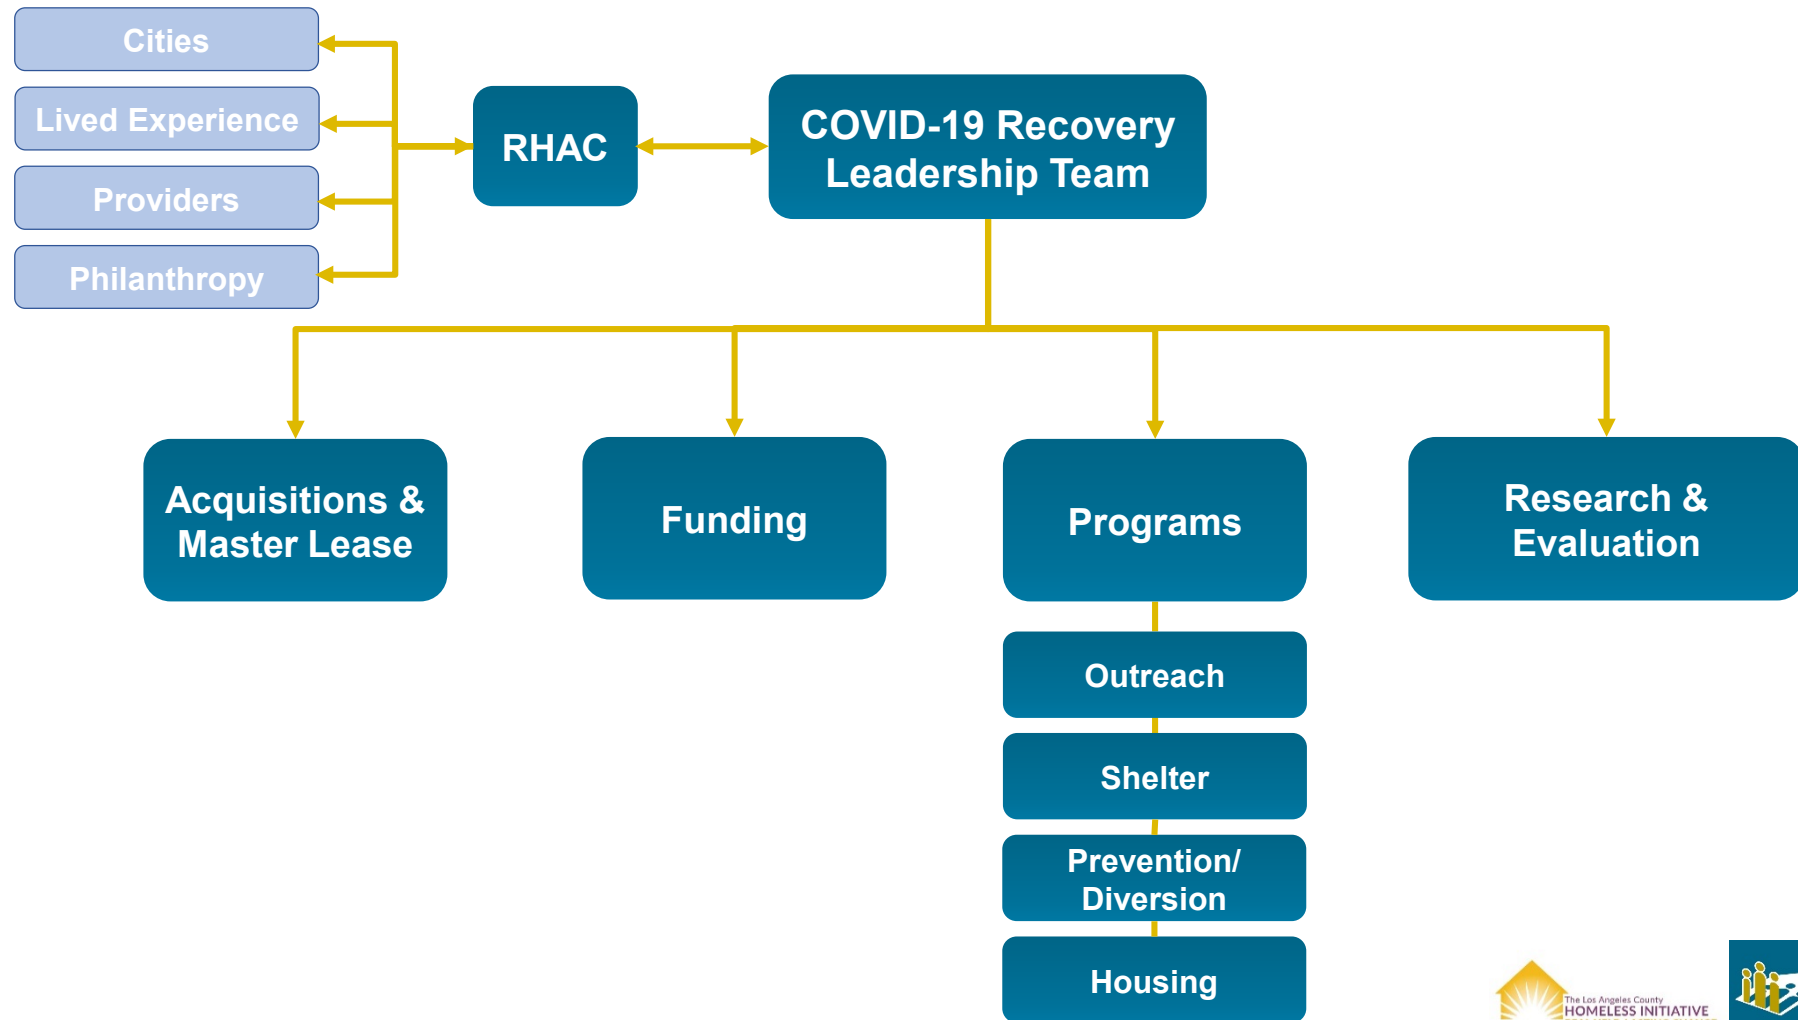 Cities
Lived Experience
Providers
Philanthropy
RHAC
COVID-19 Recovery
Leadership Team
Acquisitions &
Master Lease
Funding
Programs
Research &
Evaluation
Outreach
Shelter
Prevention/
Diversion
Housing
The Los Angeles County
HOMELESS INITIATIVE